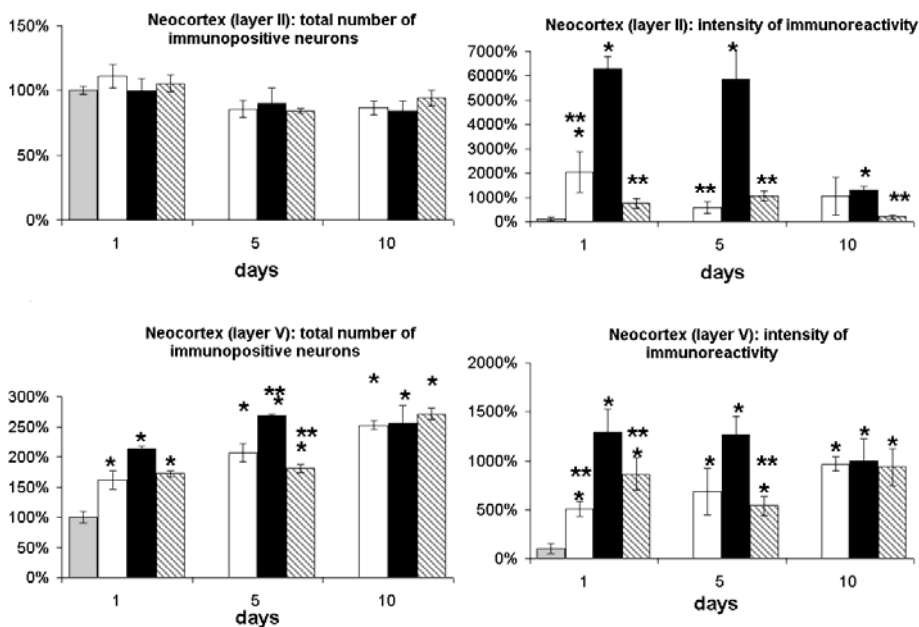 Neocortex (layer II): total number of
immunopositive neurons
150%
100%
50%
0%
1 5 10
days
Neocortex (layer II): intensity of immunoreactivity
7000%
6000%
5000%
4000%
3000%
2000%
1000%
0%
** * * ** ** * ** * **
1 5 10
days
Neocortex (layer V): total number of
immunopositive neurons
300%
250%
200%
150%
100%
50%
0%
* * * * ** * ** * * * *
1 5 10
days
Neocortex (layer V): intensity of
immunoreactivity
2000%
1500%
1000%
500%
0%
** * * ** * * * ** * * * *
1 5 10
days